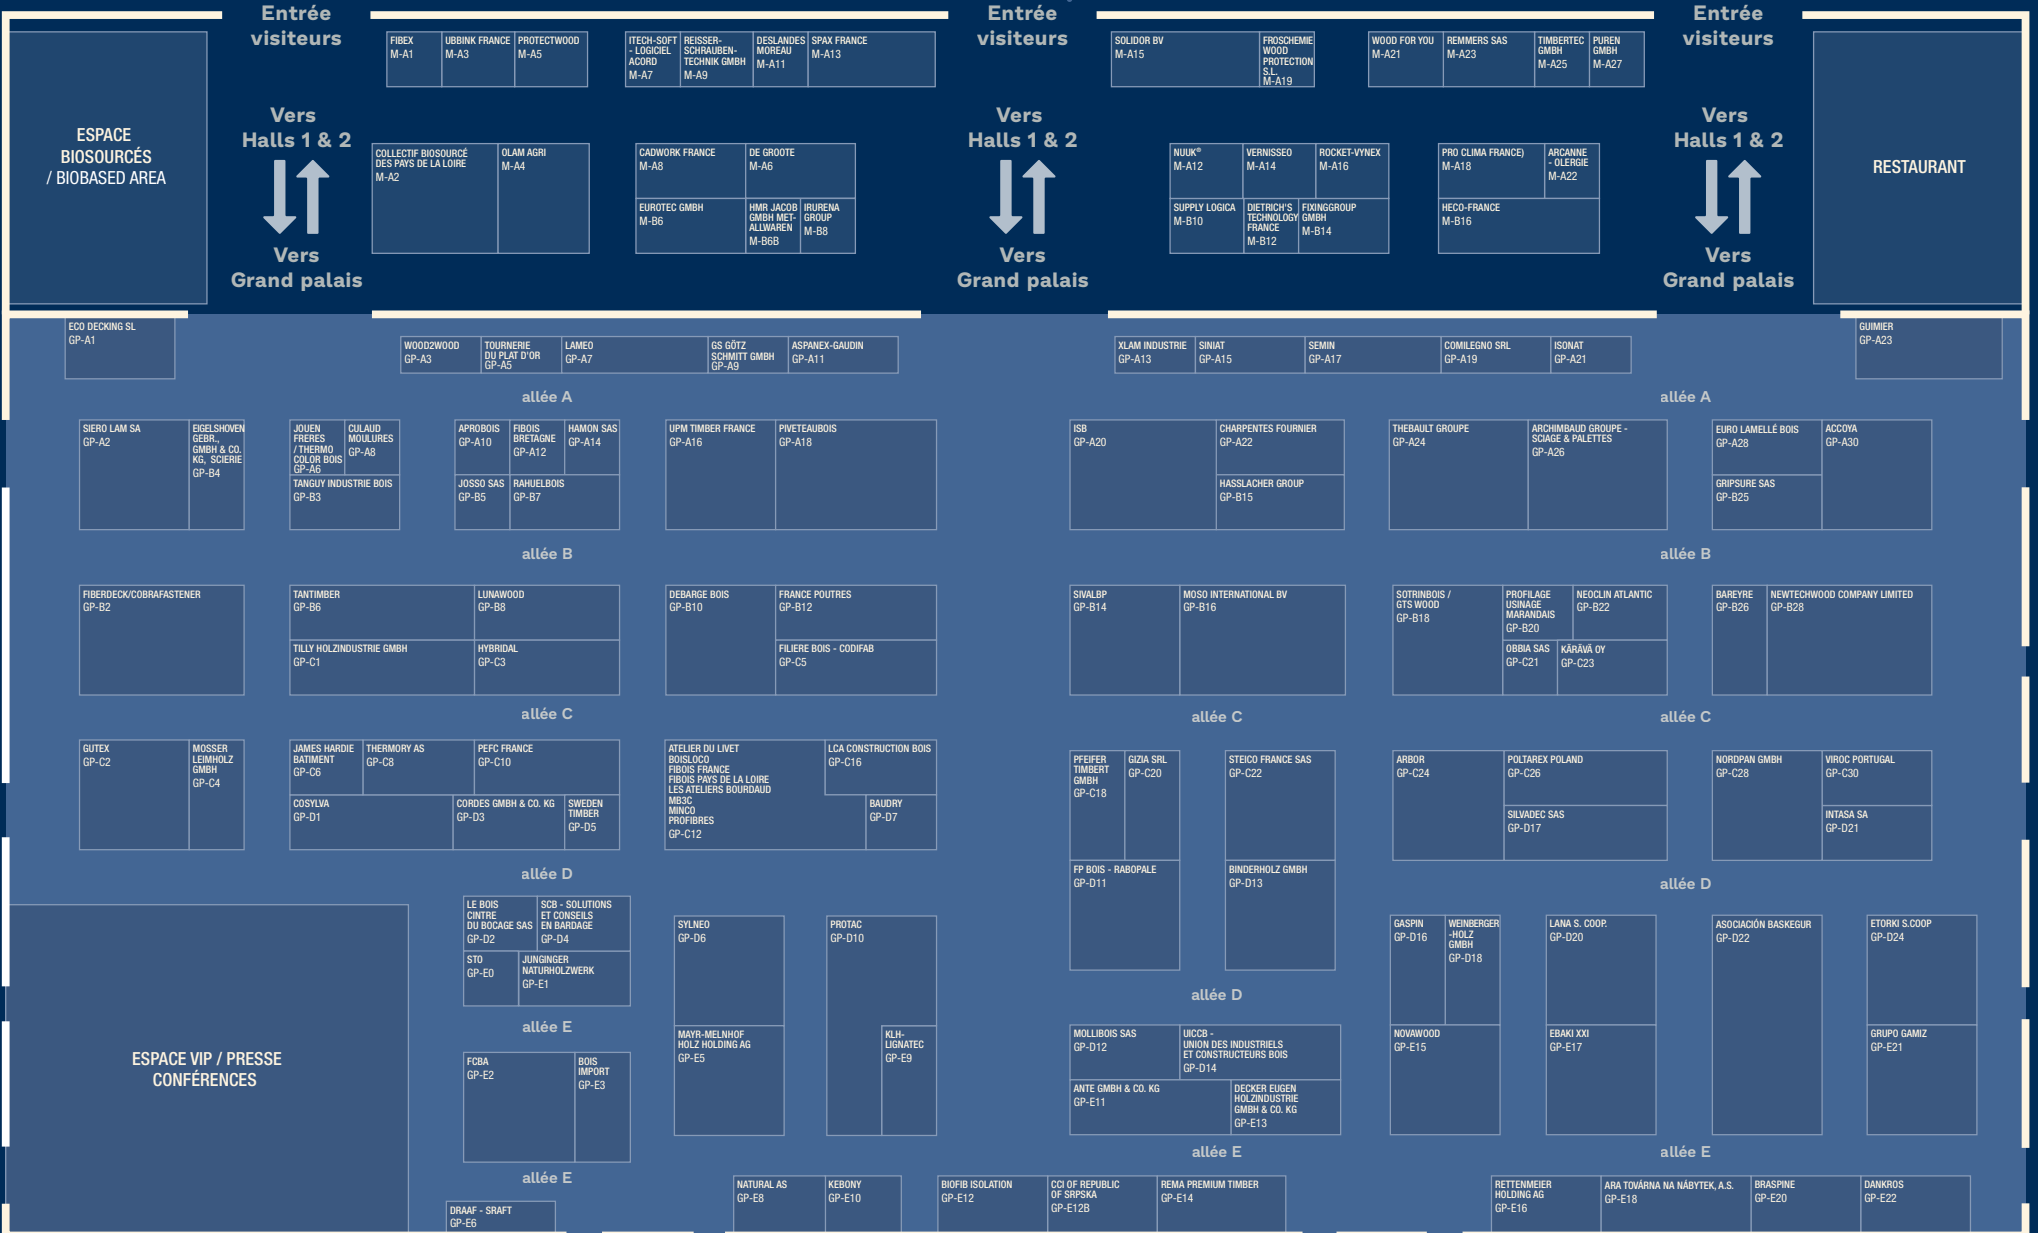 Entrée
visiteurs
Entrée
visiteurs
Entrée
visiteurs
FIBEX
M-A1
UBBINK FRANCE
M-A3
PROTECTWOOD
M-A5
ITECH-SOFT
- LOGICIEL
ACORD
M-A7
REISSER-
SCHRAUBEN-
TECHNIK GMBH
M-A9
DESLANDES
MOREAU
M-A11
SPAX FRANCE
M-A13
SOLIDOR BV
M-A15
FROSCHEMIE
WOOD
PROTECTION
S.L.
M-A19
WOOD FOR YOU
M-A21
REMMERS SAS
M-A23
TIMBERTEC
GMBH
M-A25
PUREN
GMBH
M-A27
ESPACE
BIOSOURCÉS
/ BIOBASED AREA
Vers
Halls 1 & 2
Vers
Grand palais
COLLECTIF BIOSOURCÉ
DES PAYS DE LA LOIRE
M-A2
OLAM AGRI
M-A4
CADWORK FRANCE
M-A8
DE GROOTE
M-A6
EUROTEC GMBH
M-B6
HMR JACOB
GMBH MET-
ALLWAREN
M-B6B
IRURENA
GROUP
M-B8
Vers
Halls 1 & 2
Vers
Grand palais
NUUK®
M-A12
VERNISSEO
M-A14
ROCKET-VYNEX
M-A16
SUPPLY LOGICA
M-B10
DIETRICH'S
TECHNOLOGY
FRANCE
M-B12
FIXINGGROUP
GMBH
M-B14
PRO CLIMA FRANCE)
M-A18
ARCANNE
- OLERGIE
M-A22
HECO-FRANCE
M-B16
Vers
Halls 1 & 2
Vers
Grand palais
RESTAURANT
ECO DECKING SL
GP-A1
WOOD2WOOD
GP-A3
TOURNERIE
DU PLAT D'OR
GP-A5
LAMEO
GP-A7
GS GÖTZ
SCHMITT GMBH
GP-A9
ASPANEX-GAUDIN
GP-A11
XLAM INDUSTRIE
GP-A13
SINIAT
GP-A15
SEMIN
GP-A17
COMILEGNO SRL
GP-A19
ISONAT
GP-A21
GUIMIER
GP-A23
allée A
allée A
SIERO LAM SA
GP-A2
EIGELSHOVEN
GEBR.,
GMBH & CO.
KG, SCIERIE
GP-B4
JOUEN
FRERES
/ THERMO
COLOR BOIS
GP-A6
CULAUD
MOULURES
GP-A8
TANGUY INDUSTRIE BOIS
GP-B3
APROBOIS
GP-A10
FIBOIS
BRETAGNE
GP-A12
HAMON SAS
GP-A14
JOSSO SAS
GP-B5
RAHUELBOIS
GP-B7
UPM TIMBER FRANCE
GP-A16
PIVETEAUBOIS
GP-A18
ISB
GP-A20
CHARPENTES FOURNIER
GP-A22
HASSLACHER GROUP
GP-B15
THEBAULT GROUPE
GP-A24
ARCHIMBAUD GROUPE -
SCIAGE & PALETTES
GP-A26
EURO LAMELLÉ BOIS
GP-A28
GRIPSURE SAS
GP-B25
ACCOYA
GP-A30
allée B
allée B
FIBERDECK/COBRAFASTENER
GP-B2
TANTIMBER
GP-B6
LUNAWOOD
GP-B8
TILLY HOLZINDUSTRIE GMBH
GP-C1
HYBRIDAL
GP-C3
DEBARGE BOIS
GP-B10
FRANCE POUTRES
GP-B12
FILIERE BOIS - CODIFAB
GP-C5
SIVALBP
GP-B14
MOSO INTERNATIONAL BV
GP-B16
SOTRINBOIS /
GTS WOOD
GP-B18
PROFILAGE
USINAGE
MARANDAIS
GP-B20
NEOCLIN ATLANTIC
GP-B22
OBBIA SAS
GP-C21
KÄRÄVÄ OY
GP-C23
BAREYRE
GP-B26
NEWTECHWOOD COMPANY LIMITED
GP-B28
allée C
allée C
allée C
GUTEX
GP-C2
MOSSER
LEIMHOLZ
GMBH
GP-C4
JAMES HARDIE
BATIMENT
GP-C6
THERMORY AS
GP-C8
PEFC FRANCE
GP-C10
COSYLVA
GP-D1
CORDES GMBH & CO. KG
GP-D3
SWEDEN
TIMBER
GP-D5
ATELIER DU LIVET
BOISLOCO
FIBOIS FRANCE
FIBOIS PAYS DE LA LOIRE
LES ATELIERS BOURDAUD
MB3C
MINCO
PROFIBRES
GP-C12
LCA CONSTRUCTION BOIS
GP-C16
BAUDRY
GP-D7
PFEIFER
TIMBERT
GMBH
GP-C18
GIZIA SRL
GP-C20
FP BOIS - RABOPALE
GP-D11
STEICO FRANCE SAS
GP-C22
BINDERHOLZ GMBH
GP-D13
ARBOR
GP-C24
POLTAREX POLAND
GP-C26
SILVADEC SAS
GP-D17
NORDPAN GMBH
GP-C28
VIROC PORTUGAL
GP-C30
INTASA SA
GP-D21
allée D
allée D
LE BOIS
CINTRE
DU BOCAGE SAS
GP-D2
SCB - SOLUTIONS
ET CONSEILS
EN BARDAGE
GP-D4
STO
GP-E0
JUNGINGER
NATURHOLZWERK
GP-E1
SYLNEO
GP-D6
MAYR-MELNHOF
HOLZ HOLDING AG
GP-E5
PROTAC
GP-D10
KLH-
LIGNATEC
GP-E9
GASPIN
GP-D16
WEINBERGER
-HOLZ
GMBH
GP-D18
NOVAWOOD
GP-E15
LANA S. COOP.
GP-D20
EBAKI XXI
GP-E17
ASOCIACIÓN BASKEGUR
GP-D22
ETORKI S.COOP
GP-D24
GRUPO GAMIZ
GP-E21
allée D
allée E
ESPACE VIP / PRESSE
CONFÉRENCES
FCBA
GP-E2
BOIS
IMPORT
GP-E3
MOLLIBOIS SAS
GP-D12
UICCB -
UNION DES INDUSTRIELS
ET CONSTRUCTEURS BOIS
GP-D14
ANTE GMBH & CO. KG
GP-E11
DECKER EUGEN
HOLZINDUSTRIE
GMBH & CO. KG
GP-E13
allée E
allée E
allée E
DRAAF - SRAFT
GP-E6
NATURAL AS
GP-E8
KEBONY
GP-E10
BIOFIB ISOLATION
GP-E12
CCI OF REPUBLIC
OF SRPSKA
GP-E12B
REMA PREMIUM TIMBER
GP-E14
RETTENMEIER
HOLDING AG
GP-E16
ARA TOVÁRNA NA NÁBYTEK, A.S.
GP-E18
BRASPINE
GP-E20
DANKROS
GP-E22